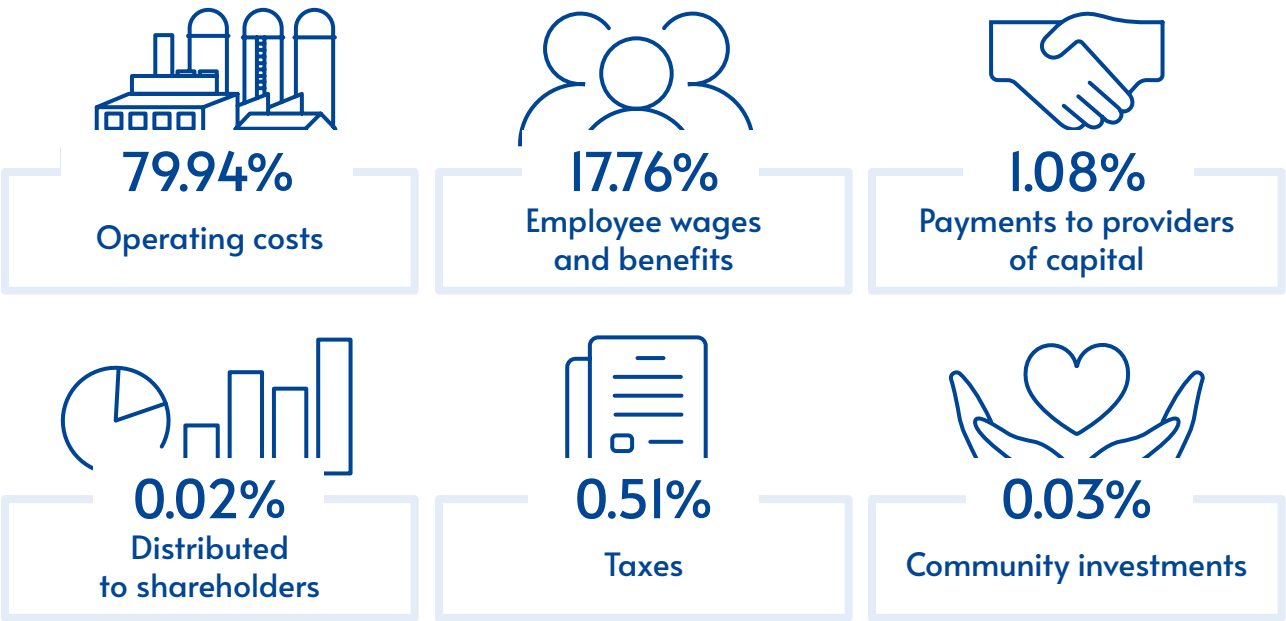 79.94%
Operating costs
17.76%
Employee wages
and benefits
1.08%
Payments to providers
of capital
0.02%
Distributed
to shareholders
0.51%
Taxes
0.03%
Community investments